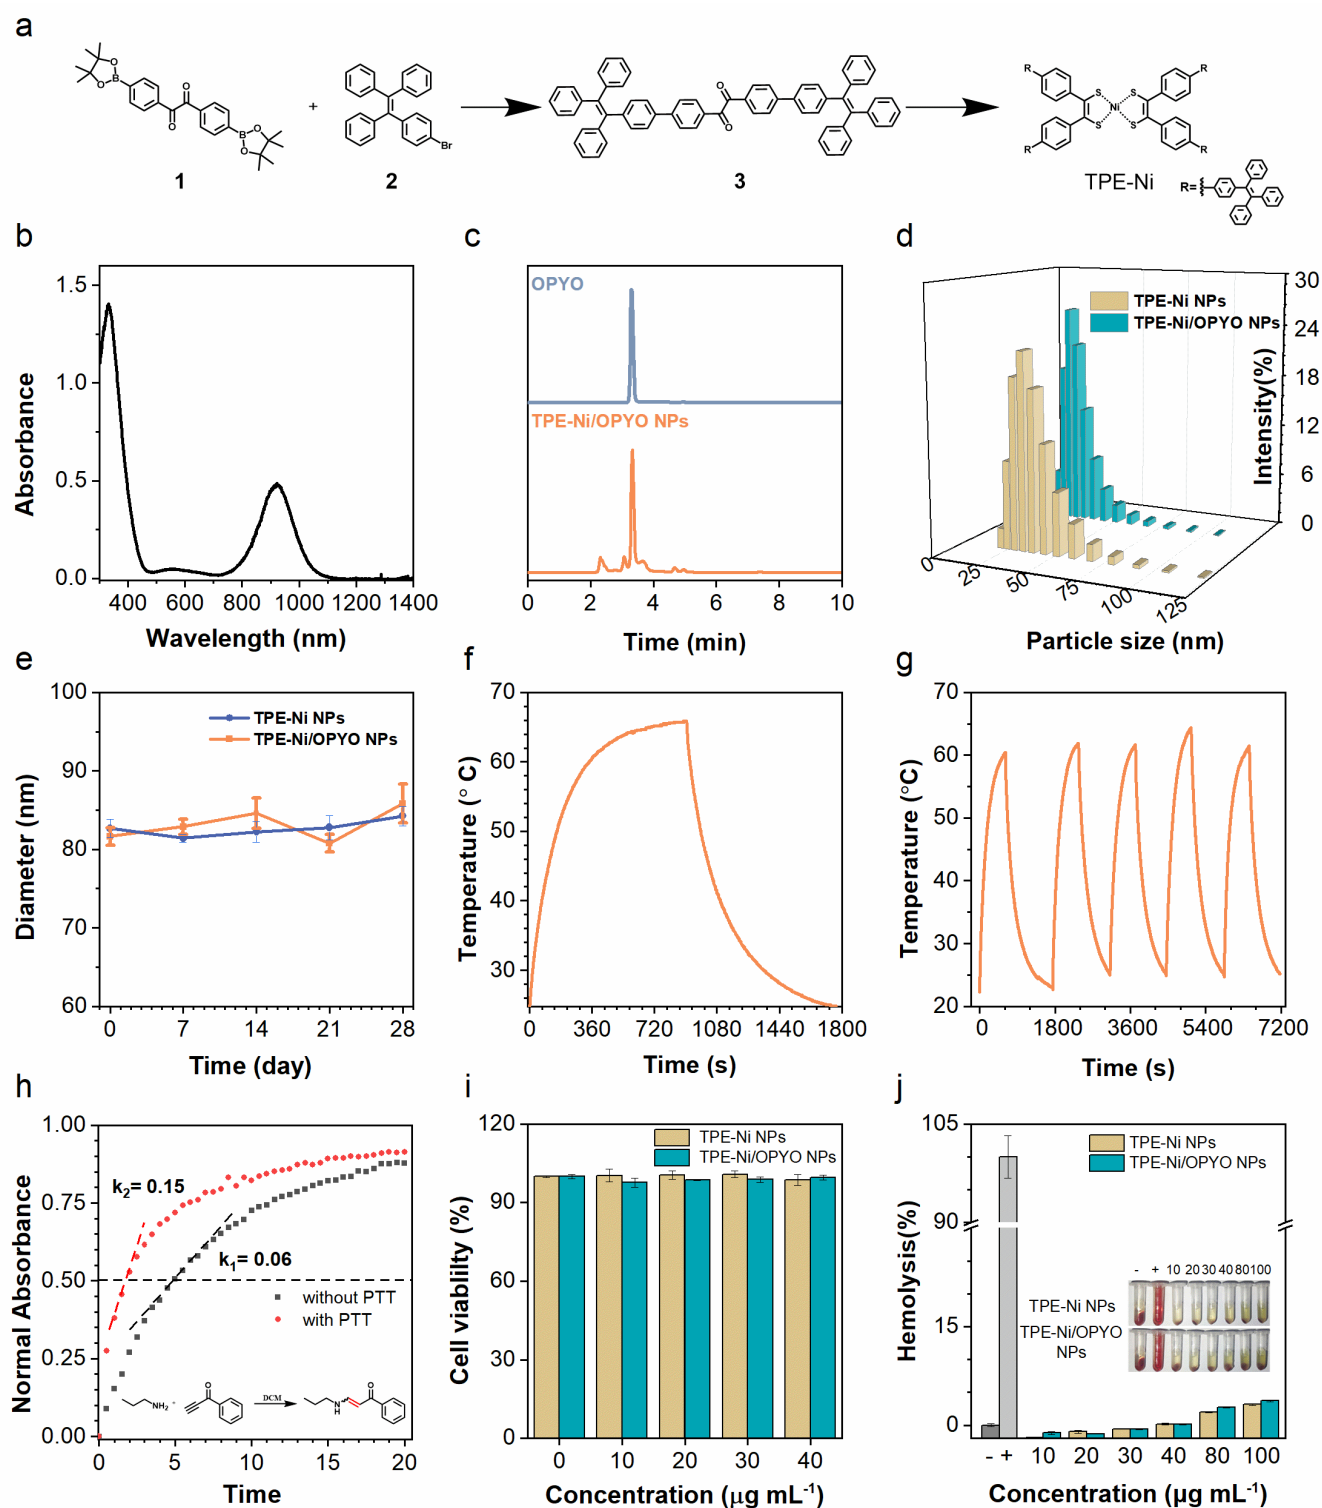 a
O
O
B
O
O
B
O
O
+
Br
R
R
S
S
Ni
S
S
R
R
O
O
1
2
3
TPE-Ni
R=
b
1.5
1.0
0.5
0.0
400 600 800 1000 1200 1400
Absorbance
Wavelength (nm)
c
OPYO
TPE-Ni/OPYO NPs
0 2 4 6 8 10
Time (min)
d
TPE-Ni NPs
TPE-Ni/OPYO NPs
30
24
18
12
6
0
Intensity(%)
0 25 50 75 100 125
Particle size (nm)
e
100
90
80
70
60
TPE-Ni NPs
TPE-Ni/OPYO NPs
0 7 14 21 28
Diameter (nm)
Time (day)
f
70
60
50
40
30
0 360 720 1080 1440 1800
Temperature (° C)
Time (s)
g
70
60
50
40
30
20
0 1800 3600 5400 7200
Temperature (°C)
Time (s)
h
1.00
0.75
0.50
0.25
0.00
k2= 0.15
k1= 0.06
without PTT
with PTT
NH2
+
O
DCM
N
H
O
0 5 10 15 20
Normal Absorbance
Time
i
120
90
60
30
0
TPE-Ni NPs
TPE-Ni/OPYO NPs
0 10 20 30 40
Cell viablilty (%)
Concentration (μg mL-1)
j
105
90
15
0
TPE-Ni NPs
TPE-Ni/OPYO NPs
- + 10 20 30 40 80 100
TPE-Ni NPs
TPE-Ni/OPYO
NPs
- + 10 20 30 40 80 100
Hemolysis(%)
Concentration (μg mL-1)